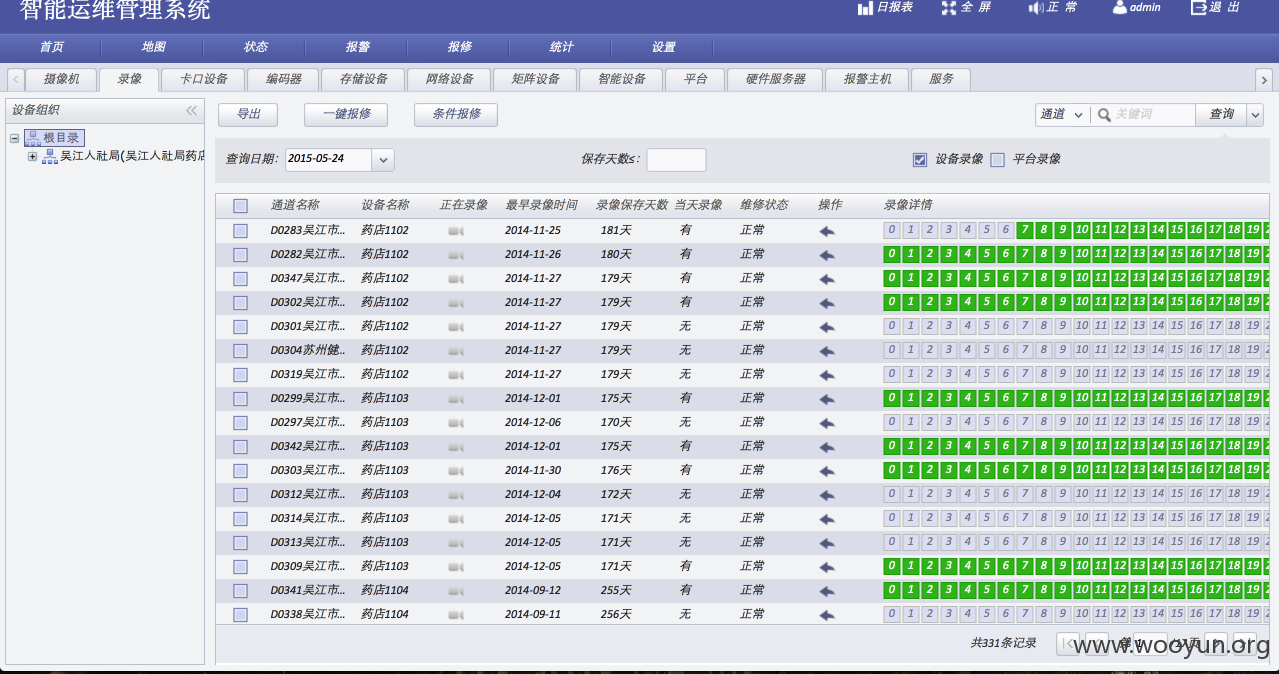 智能运维管理系统
日报表 全 屏 正 常 admin 退 出
首页 地图 状态 报警 报修 统计 设置
摄像机 录像 卡口设备 编码器 存储设备 网络设备 矩阵设备 智能设备 平台 硬件服务器 报警主机 服务
设备组织
根目录
吴江人社局(吴江人社局药店
导出 一键报修 条件报修 通道 关键词 查询
查询日期: 2015-05-24 保存天数≤: 设备录像 平台录像
通道名称 设备名称 正在录像 最早录像时间 录像保存天数 当天录像 维修状态 操作 录像详情
D0283吴江市... 药店1102 2014-11-25 181天 有 正常 0 1 2 3 4 5 6 7 8 9 10 11 12 13 14 15 16 17 18 19
D0282吴江市... 药店1102 2014-11-26 180天 有 正常 0 1 2 3 4 5 6 7 8 9 10 11 12 13 14 15 16 17 18 19
D0347吴江市... 药店1102 2014-11-27 179天 有 正常 0 1 2 3 4 5 6 7 8 9 10 11 12 13 14 15 16 17 18 19
D0302吴江市... 药店1102 2014-11-27 179天 有 正常 0 1 2 3 4 5 6 7 8 9 10 11 12 13 14 15 16 17 18 19
D0301吴江市... 药店1102 2014-11-27 179天 无 正常 0 1 2 3 4 5 6 7 8 9 10 11 12 13 14 15 16 17 18 19
D0304苏州健... 药店1102 2014-11-27 179天 无 正常 0 1 2 3 4 5 6 7 8 9 10 11 12 13 14 15 16 17 18 19
D0319吴江市... 药店1102 2014-11-27 179天 无 正常 0 1 2 3 4 5 6 7 8 9 10 11 12 13 14 15 16 17 18 19
D0299吴江市... 药店1103 2014-12-01 175天 有 正常 0 1 2 3 4 5 6 7 8 9 10 11 12 13 14 15 16 17 18 19
D0297吴江市... 药店1103 2014-12-06 170天 无 正常 0 1 2 3 4 5 6 7 8 9 10 11 12 13 14 15 16 17 18 19
D0342吴江市... 药店1103 2014-12-01 175天 有 正常 0 1 2 3 4 5 6 7 8 9 10 11 12 13 14 15 16 17 18 19
D0303吴江市... 药店1103 2014-11-30 176天 有 正常 0 1 2 3 4 5 6 7 8 9 10 11 12 13 14 15 16 17 18 19
D0312吴江市... 药店1103 2014-12-04 172天 无 正常 0 1 2 3 4 5 6 7 8 9 10 11 12 13 14 15 16 17 18 19
D0314吴江市... 药店1103 2014-12-05 171天 无 正常 0 1 2 3 4 5 6 7 8 9 10 11 12 13 14 15 16 17 18 19
D0313吴江市... 药店1103 2014-12-05 171天 无 正常 0 1 2 3 4 5 6 7 8 9 10 11 12 13 14 15 16 17 18 19
D0309吴江市... 药店1103 2014-12-05 171天 有 正常 0 1 2 3 4 5 6 7 8 9 10 11 12 13 14 15 16 17 18 19
D0341吴江市... 药店1104 2014-09-12 255天 有 正常 0 1 2 3 4 5 6 7 8 9 10 11 12 13 14 15 16 17 18 19
D0338吴江市... 药店1104 2014-09-11 256天 无 正常 0 1 2 3 4 5 6 7 8 9 10 11 12 13 14 15 16 17 18 19
共331条记录 第 1 /17页
www.wooyun.org